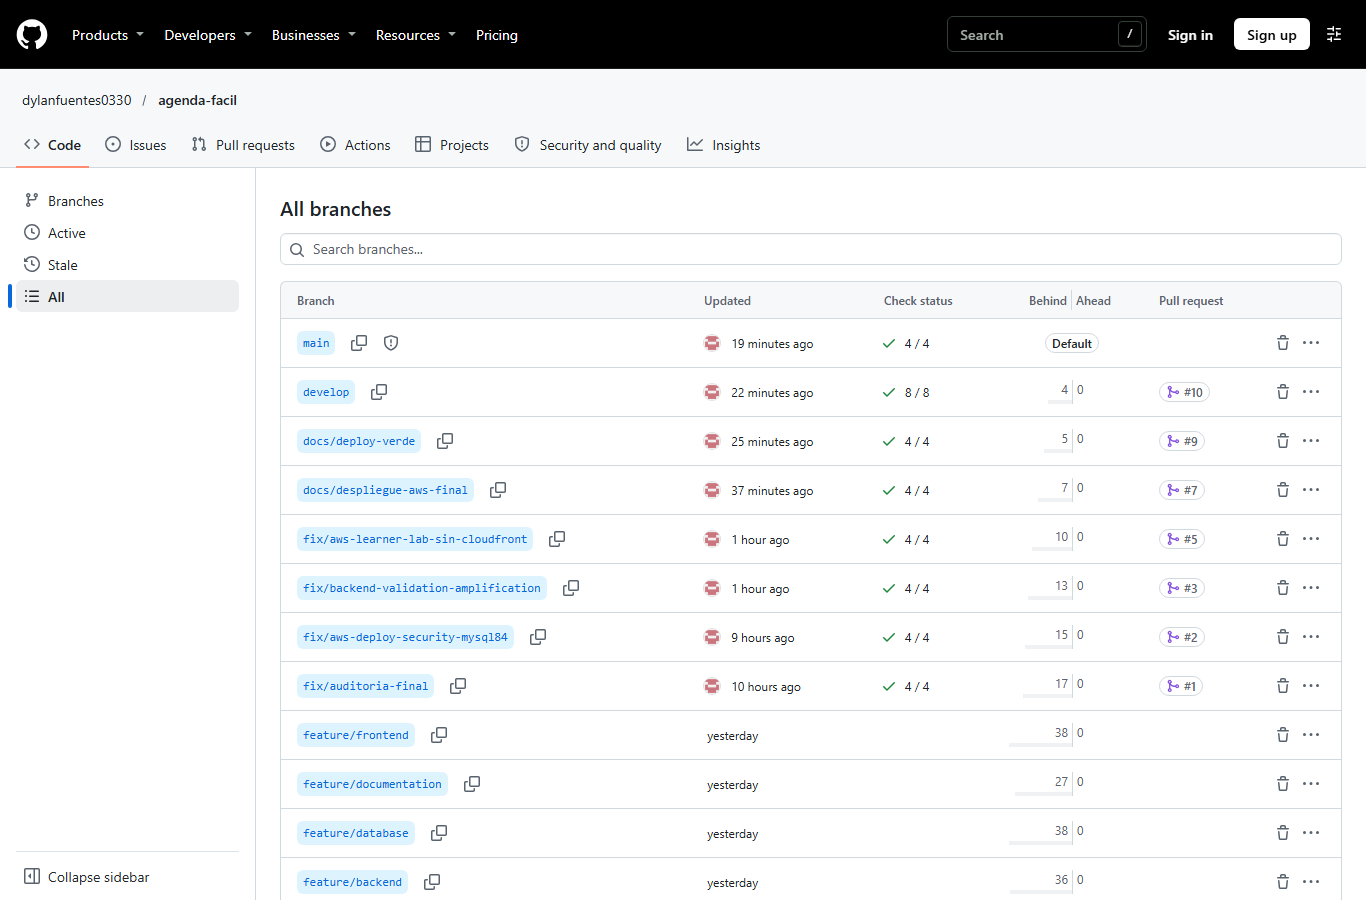 Products Developers Businesses Resources Pricing Search / Sign in Sign up
dylanfuentes0330 / agenda-facil
Code Issues Pull requests Actions Projects Security and quality Insights
Branches
Active
Stale
All
Collapse sidebar
All branches
Search branches...
Branch Updated Check status Behind Ahead Pull request
main 19 minutes ago 4 / 4 Default
develop 22 minutes ago 8 / 8 4 0 #10
docs/deploy-verde 25 minutes ago 4 / 4 5 0 #9
docs/despliegue-aws-final 37 minutes ago 4 / 4 7 0 #7
fix/aws-learner-lab-sin-cloudfront 1 hour ago 4 / 4 10 0 #5
fix/backend-validation-amplification 1 hour ago 4 / 4 13 0 #3
fix/aws-deploy-security-mysql84 9 hours ago 4 / 4 15 0 #2
fix/auditoria-final 10 hours ago 4 / 4 17 0 #1
feature/frontend yesterday 38 0
feature/documentation yesterday 27 0
feature/database yesterday 38 0
feature/backend yesterday 36 0